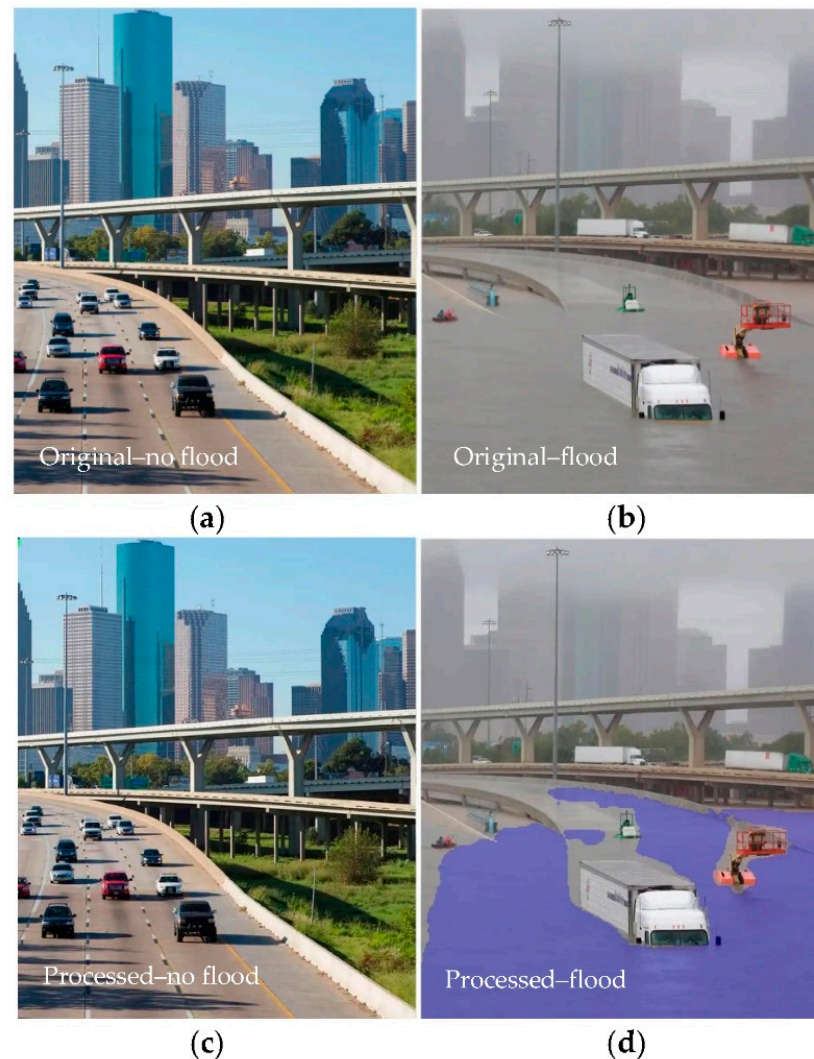 Original–no flood
Original–flood
(a)
(b)
Processed–no flood
Processed–flood
(c)
(d)